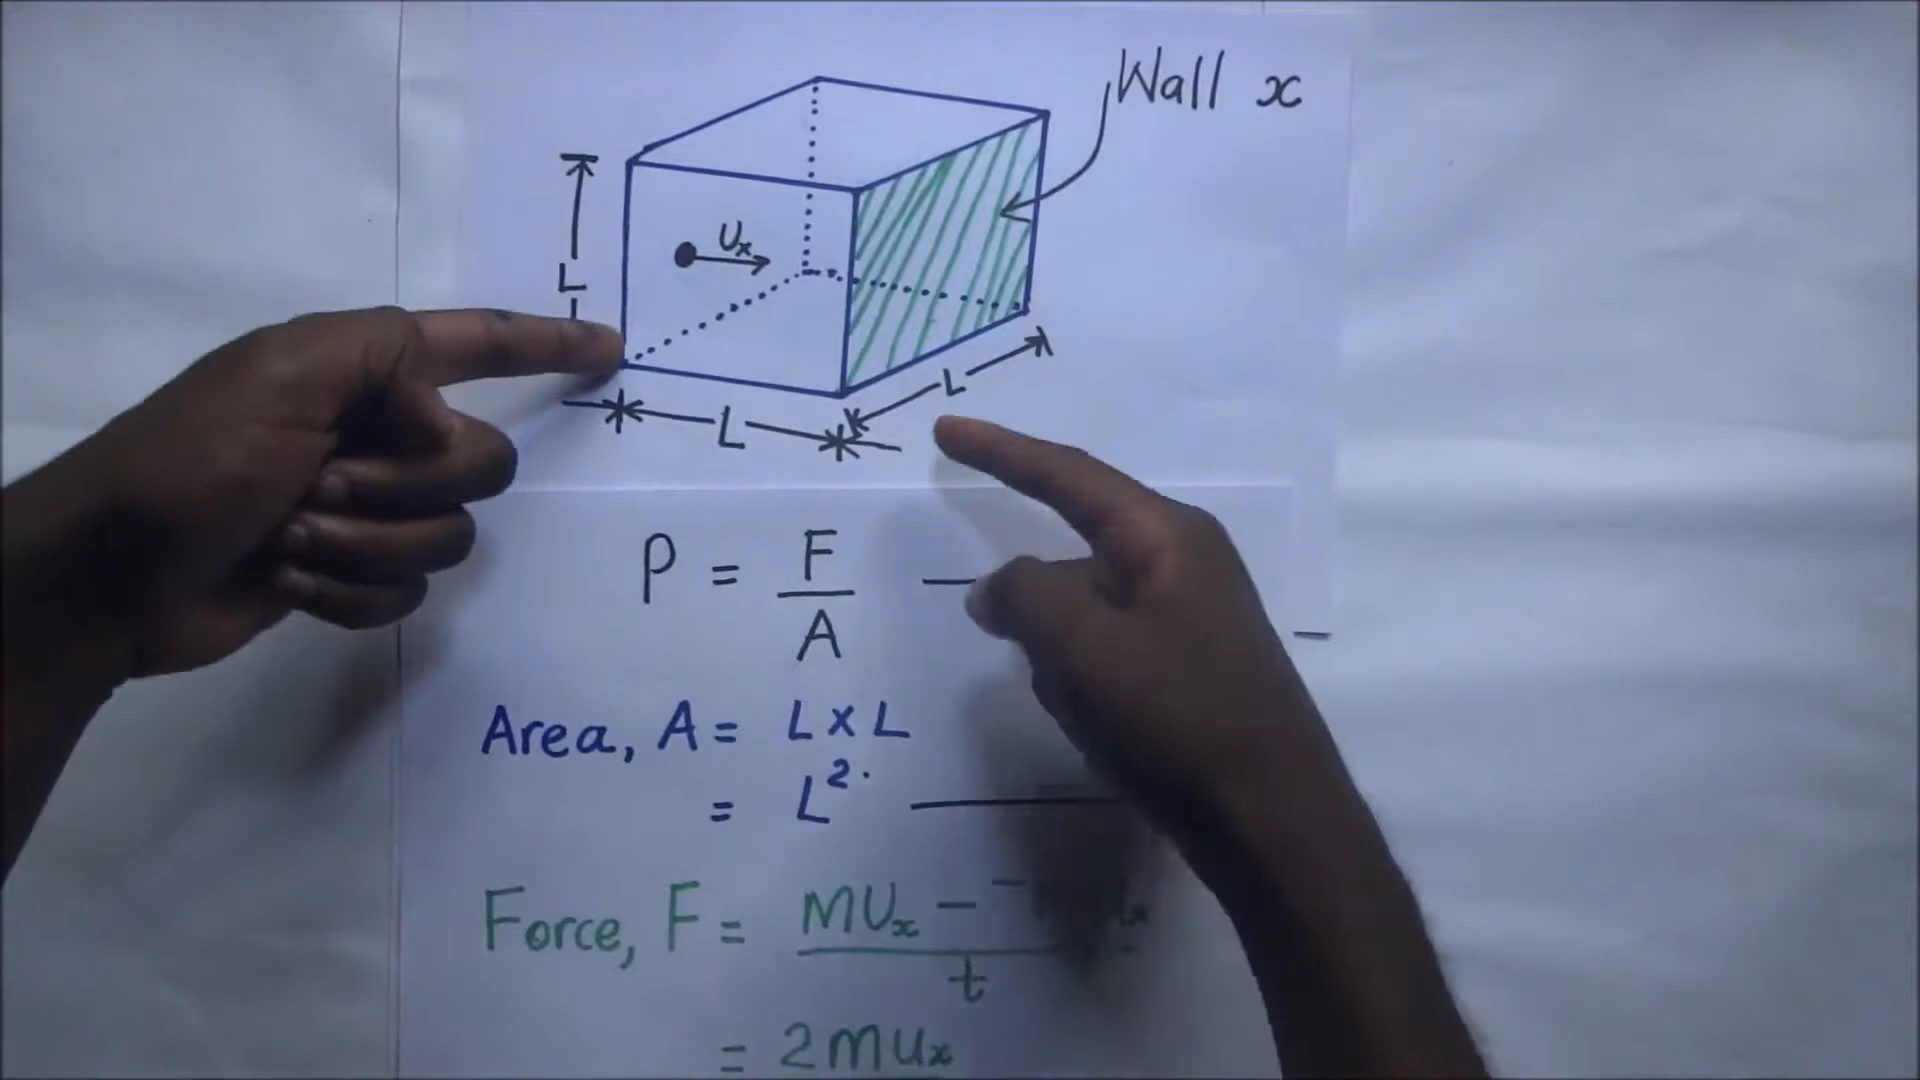 Wall x
Ux
L
L
L
P = F/A —
Area, A = L x L
= L². —
Force, F = MUx - - 
t
= 2mux